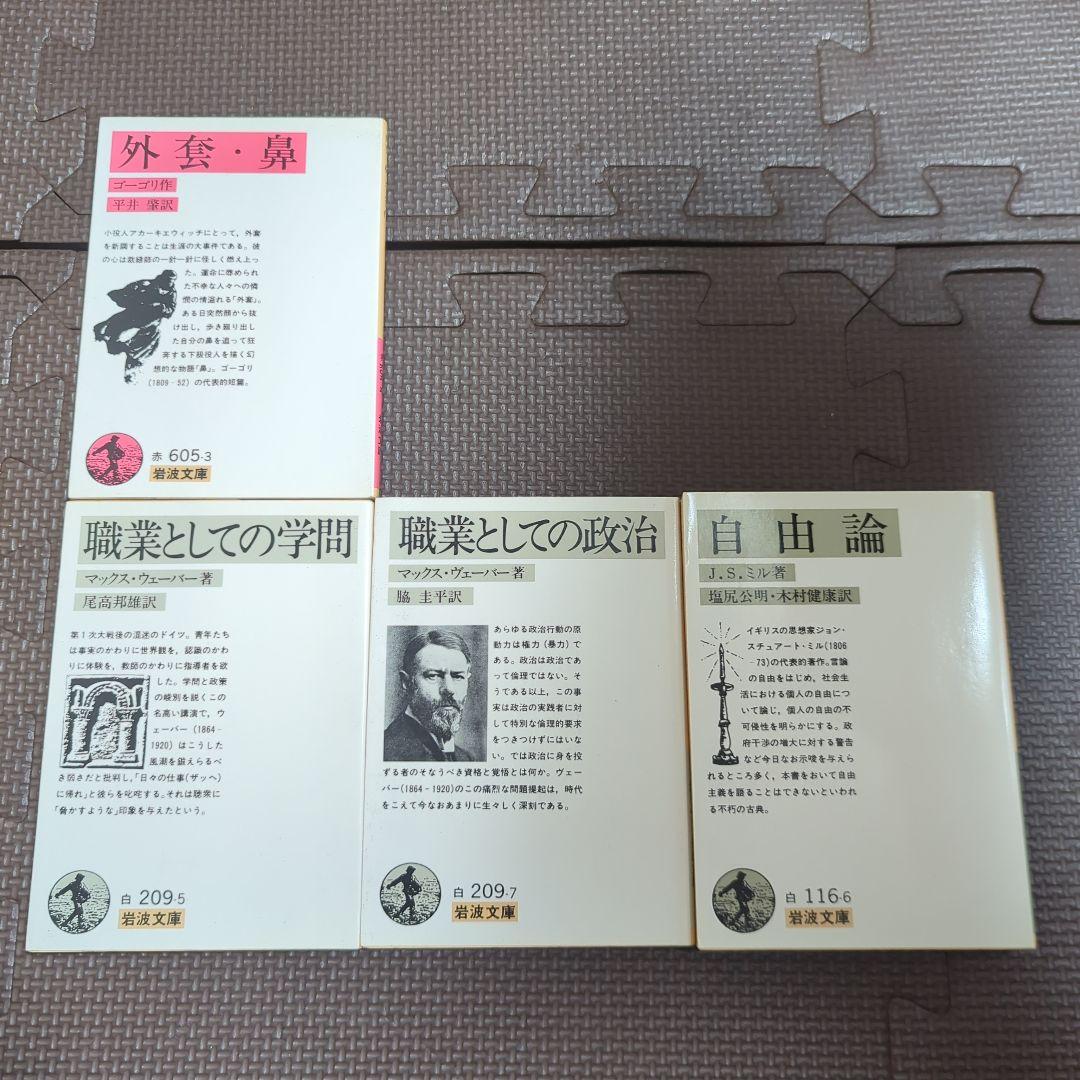 外套・鼻
ゴーゴリ作
平井 肇訳
小役人アカーキエウィッチにとって，外套
を新調することは生涯の大事件である。彼
の心は裁縫師の一針一針に怪しく燃え上っ
た。運命に辱められ
た不幸な人々への憐
憫の情溢れる「外套」。
ある日突然顔から抜
け出し，歩き廻り出し
た自分の鼻を追って狂
奔する下級役人を描く幻
想的な物語「鼻」。ゴーゴリ
(1809‐52) の代表的短篇。
赤 605-3
岩波文庫
職業としての学問
マックス・ウェーバー著
尾高邦雄訳
第1次大戦後の混迷のドイツ。青年たち
は事実のかわりに世界観を，認識のかわ
りに体験を，教師のかわりに指導者を欲
した。学問と政策
の峻別を説くこの
名高い講演で，ウ
ェーバー (1864‐
1920) はこうした
風潮を鍛えらるべ
き弱さだと批判し，「日々の仕事(ザッヘ)
に帰れ」と彼らを叱咤する。それは聴衆に
「脅かすような」印象を与えたという。
白 209-5
岩波文庫
職業としての政治
マックス・ヴェーバー著
脇 圭平訳
あらゆる政治行動の原
動力は権力（暴力）で
ある。政治は政治であ
って倫理ではない。そ
うである以上，この事
実は政治の実践者に対
して特別な倫理的要求
をつきつけずにはいな
い。では政治に身を投
ずる者のそなうべき資格と覚悟とは何か。ヴェー
バー(1864‐1920)のこの痛烈な問題提起は，時代
をこえて今なおあまりに生々しく深刻である。
白 209-7
岩波文庫
自由論
J.S.ミル著
塩尻公明・木村健康訳
イギリスの思想家ジョン・
スチュアート・ミル(1806
‐73)の代表的著作。言論
の自由をはじめ，社会生
活における個人の自由につ
いて論じ，個人の自由の不
可侵性を明らかにする。政
府干渉の増大に対する警告
など今日なお示唆を与えら
れるところ多く，本書をおいて自由
主義を語ることはできないといわれ
る不朽の古典。
白 116-6
岩波文庫